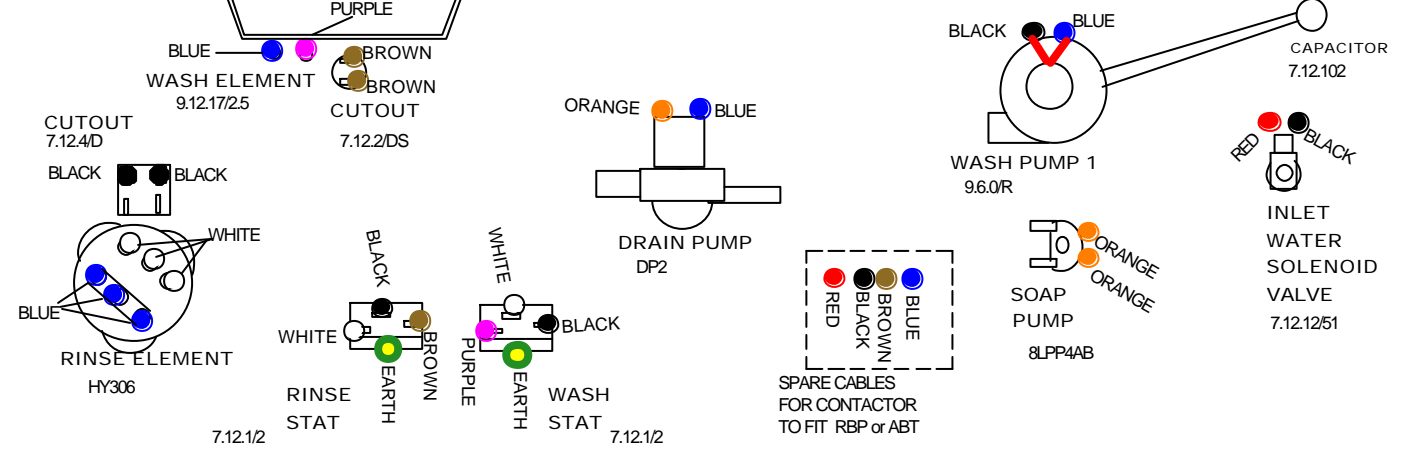 PURPLE
BLUE
BROWN
WASH ELEMENT
9.12.17/2.5
BROWN
CUTOUT
7.12.2/DS
CUTOUT
7.12.4/D
BLACK
BLACK
WHITE
BLUE
RINSE ELEMENT
HY306
BLACK
WHITE
BROWN
EARTH
RINSE
STAT
7.12.1/2
WHITE
BLACK
PURPLE
EARTH
WASH
STAT
7.12.1/2
ORANGE
BLUE
DRAIN PUMP
DP2
RED
BLACK
BROWN
BLUE
SPARE CABLES
FOR CONTACTOR
TO FIT RBP or ABT
BLACK
BLUE
CAPACITOR
7.12.102
WASH PUMP 1
9.6.0/R
ORANGE
ORANGE
SOAP
PUMP
8LPP4AB
RED
BLACK
INLET
WATER
SOLENOID
VALVE
7.12.12/51